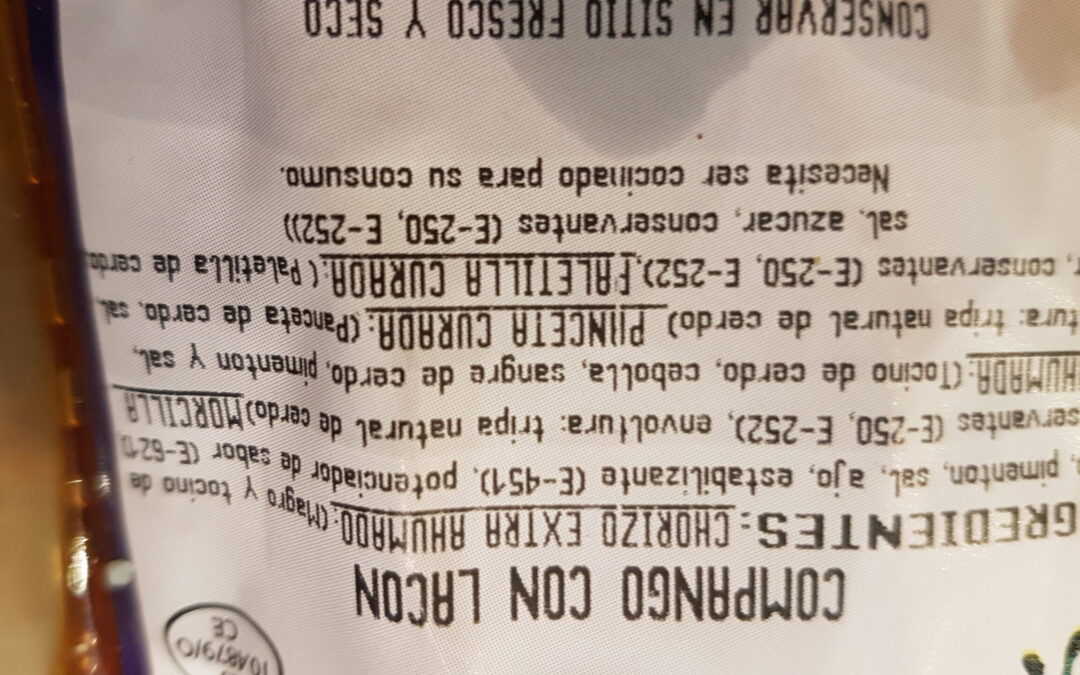 CE
COMPANGO CON LACON
GREDIENTES: CHORIZO EXTRA AHUMADO: (Magro y tocino de
, pimenton, sal, ajo, estabilizante (E-451), potenciador de sabor (E-621)
servantes (E-250, E-252), envoltura: tripa natural de cerdo) MORCILLA
HUMADA: (Tocino de cerdo, cebolla, sangre de cerdo, pimenton y sal,
tura: tripa natural de cerdo) PANCETA CURADA: (Panceta de cerdo, sal,
r, conservantes (E-250, E-252), PALETILLA CURADA: ( Paletilla de cerdo
sal, azucar, conservantes (E-250, E-252))
Necesita ser cocinado para su consumo.
CONSERVAR EN SITIO FRESCO Y SECO